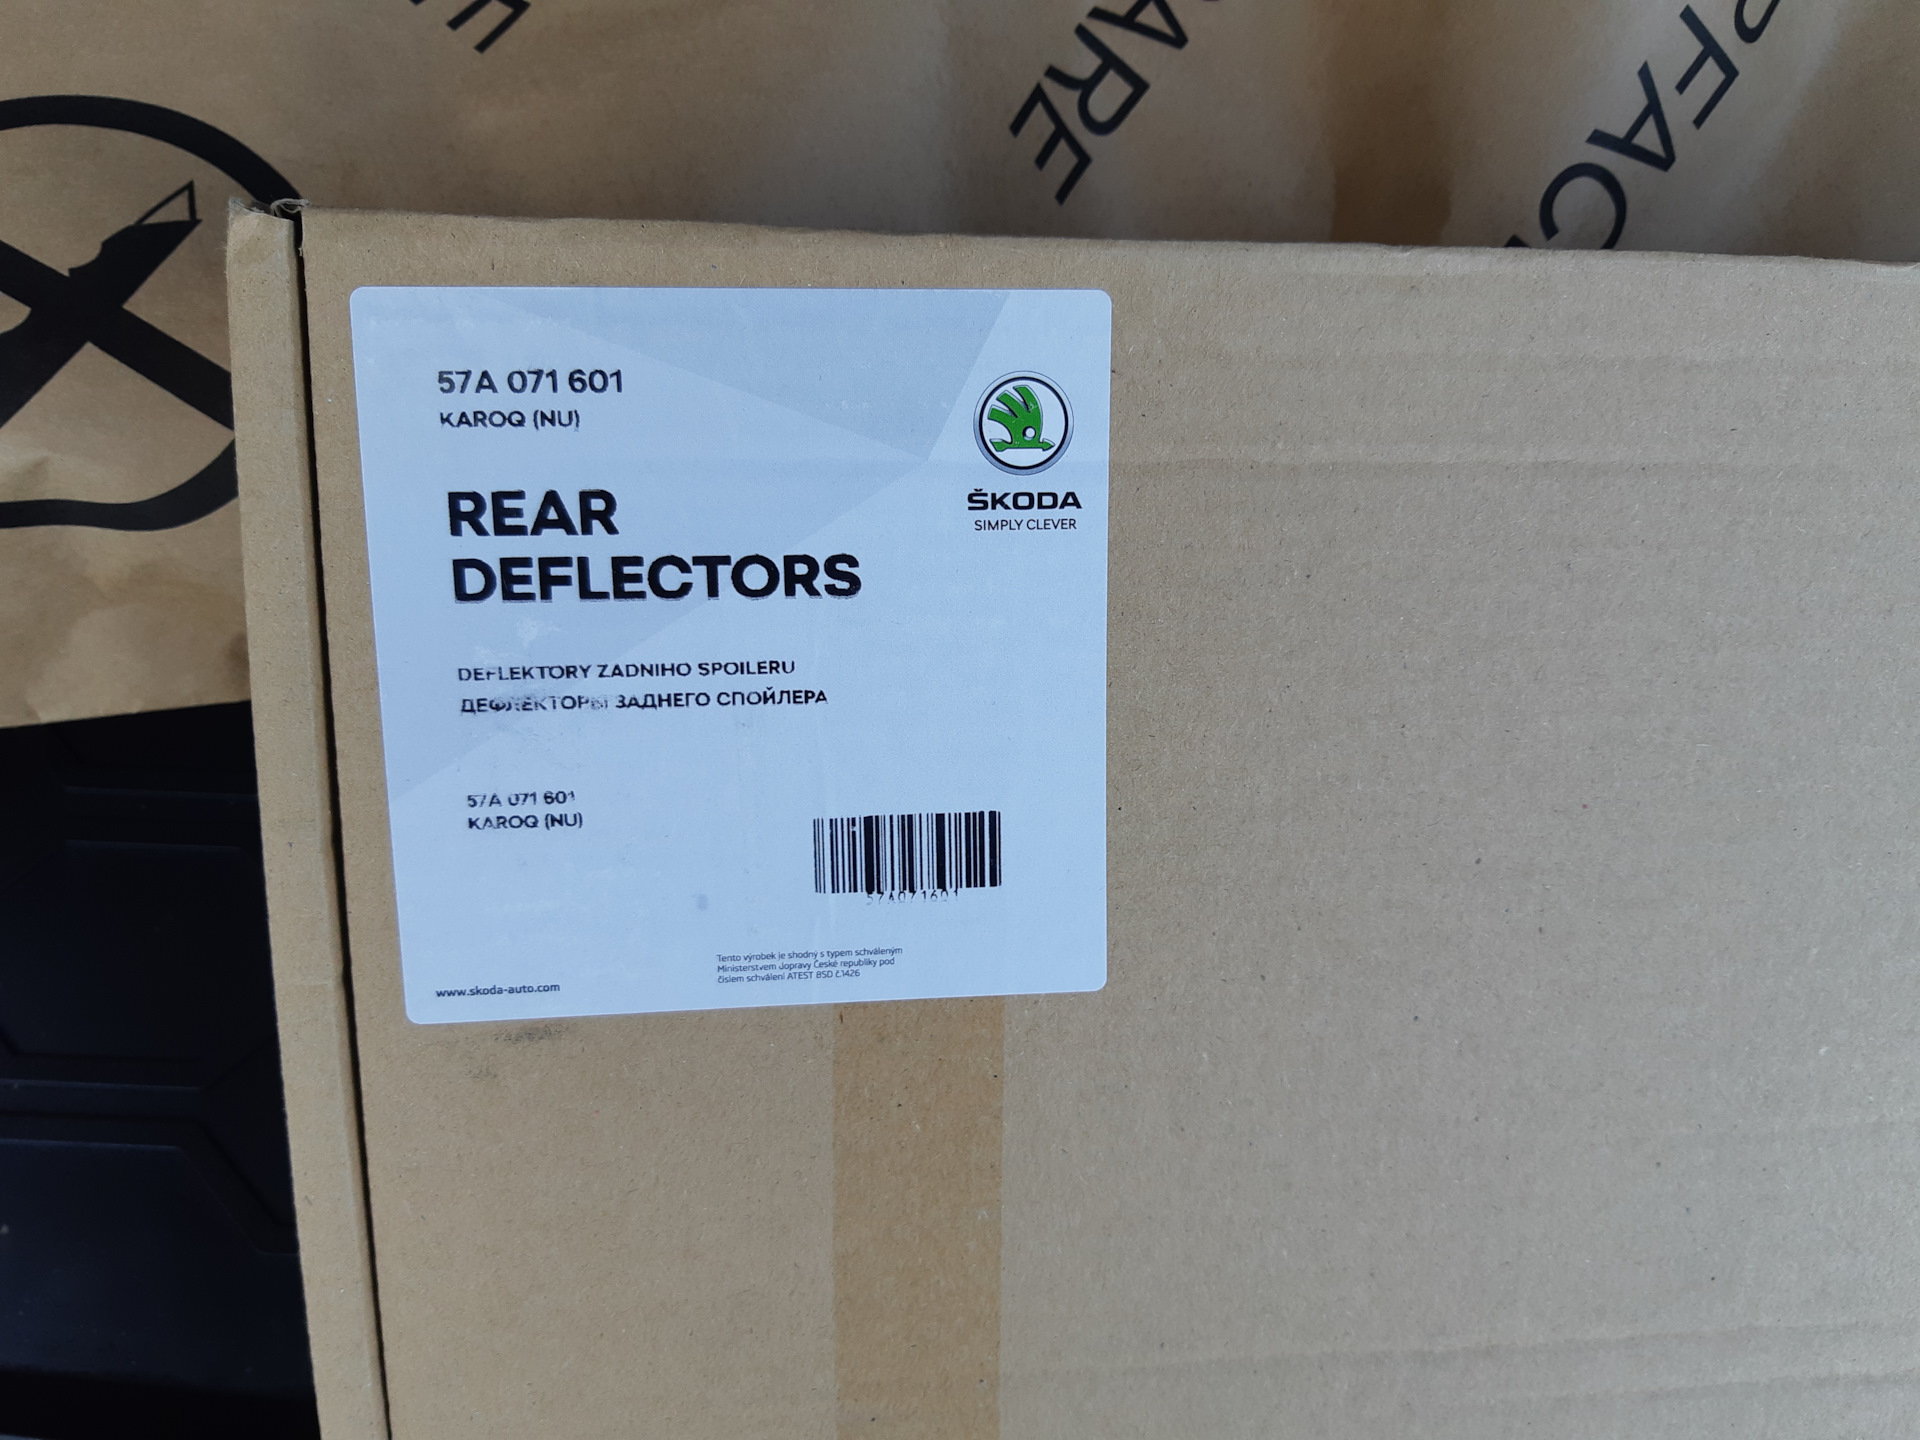 ARE
PFAC
57A 071 601
KAROQ (NU)
ŠKODA
SIMPLY CLEVER
REAR
DEFLECTORS
DEFLEKTORY ZADNIHO SPOILERU
ДЕФЛЕКТОРЫ ЗАДНЕГО СПОЙЛЕРА
57A 071 601
KAROQ (NU)
57A071601
Tento výrobek je shodný s typem schváleným
Ministerstvem dopravy České republiky pod
číslem schválení ATEST 8SD č.1426
www.skoda-auto.com